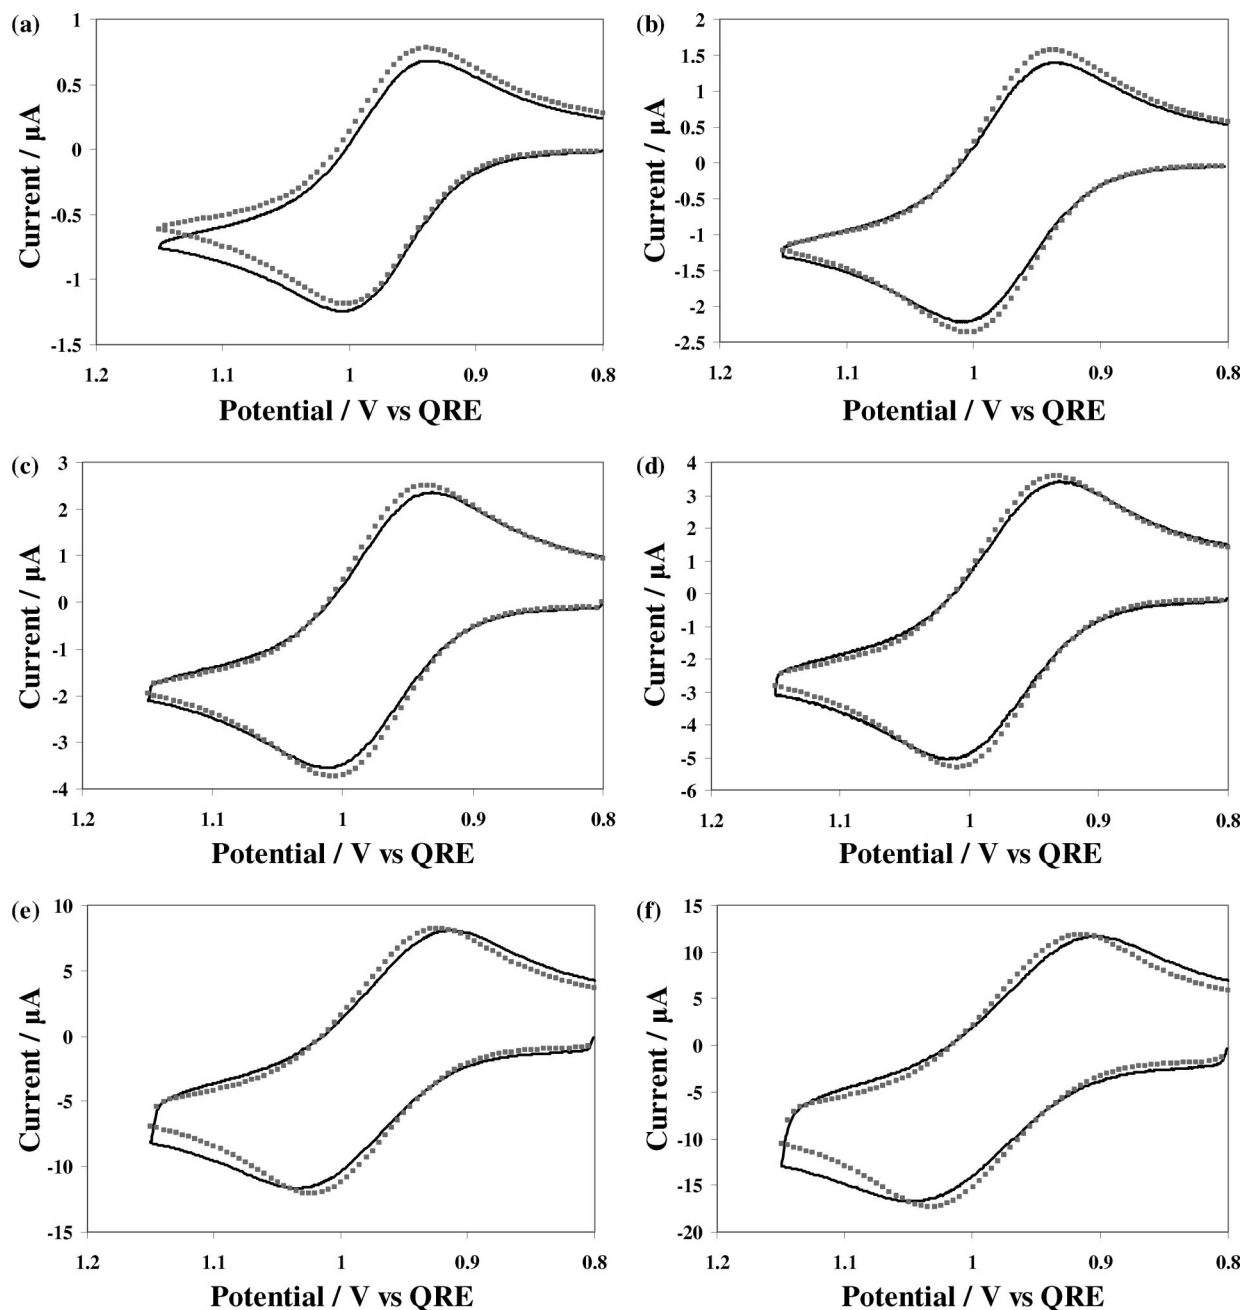 (a)
1
0.5
0
-0.5
-1
-1.5
Current / µA
1.2 1.1 1 0.9 0.8
Potential / V vs QRE
(b)
2
1.5
1
0.5
0
-0.5
-1
-1.5
-2
-2.5
Current / µA
1.2 1.1 1 0.9 0.8
Potential / V vs QRE
(c)
3
2
1
0
-1
-2
-3
-4
Current / µA
1.2 1.1 1 0.9 0.8
Potential / V vs QRE
(d)
4
3
2
1
0
-1
-2
-3
-4
-5
-6
Current / µA
1.2 1.1 1 0.9 0.8
Potential / V vs QRE
(e)
10
5
0
-5
-10
-15
Current / µA
1.2 1.1 1 0.9 0.8
Potential / V vs QRE
(f)
15
10
5
0
-5
-10
-15
-20
Current / µA
1.2 1.1 1 0.9 0.8
Potential / V vs QRE